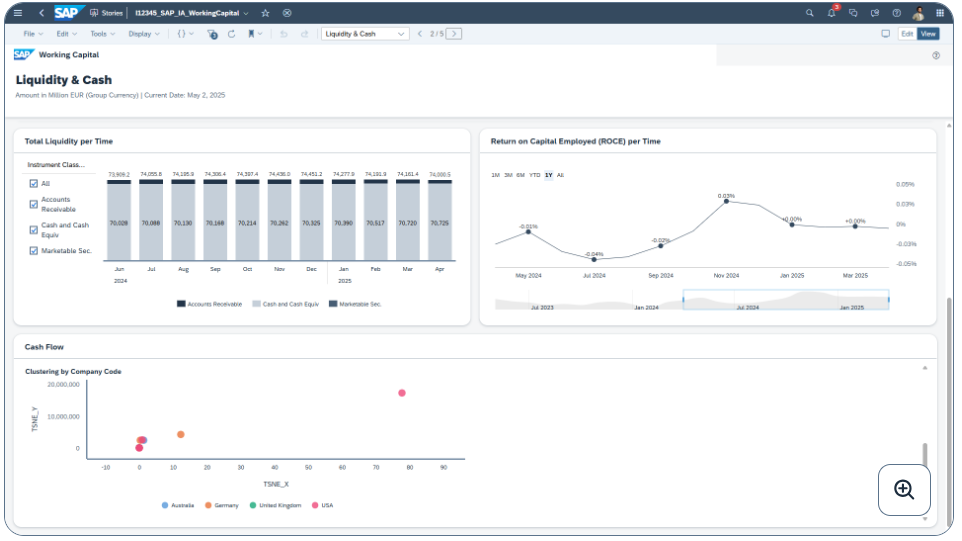 SAP Stories I12345_SAP_IA_WorkingCapital 3
File Edit Tools Display {} Liquidity & Cash 2/5 Edit View
SAP Working Capital
Liquidity & Cash
Amount in Million EUR (Group Currency) | Current Date: May 2, 2025
Total Liquidity per Time
Instrument Class...
All
Accounts
Receivable
Cash and Cash
Equiv
Marketable Sec.
73,909.2 74,055.8 74,195.9 74,306.4 74,397.4 74,436.0 74,451.2 74,277.9 74,191.9 74,161.4 74,000.5
70,028 70,088 70,130 70,168 70,214 70,262 70,325 70,390 70,517 70,720 70,725
Jun Jul Aug Sep Oct Nov Dec Jan Feb Mar Apr
2024 2025
Accounts Receivable Cash and Cash Equiv Marketable Sec.
Return on Capital Employed (ROCE) per Time
1M 3M 6M YTD 1Y All
0.05%
0.03%
0%
-0.03%
-0.05%
-0.01% -0.04% -0.02% 0.03% +0.00% +0.00%
May 2024 Jul 2024 Sep 2024 Nov 2024 Jan 2025 Mar 2025
Jul 2023 Jan 2024 Jul 2024 Jan 2025
Cash Flow
Clustering by Company Code
20,000,000
10,000,000
0
TSNE_Y
-10 0 10 20 30 40 50 60 70 80 90
TSNE_X
Australia Germany United Kingdom USA